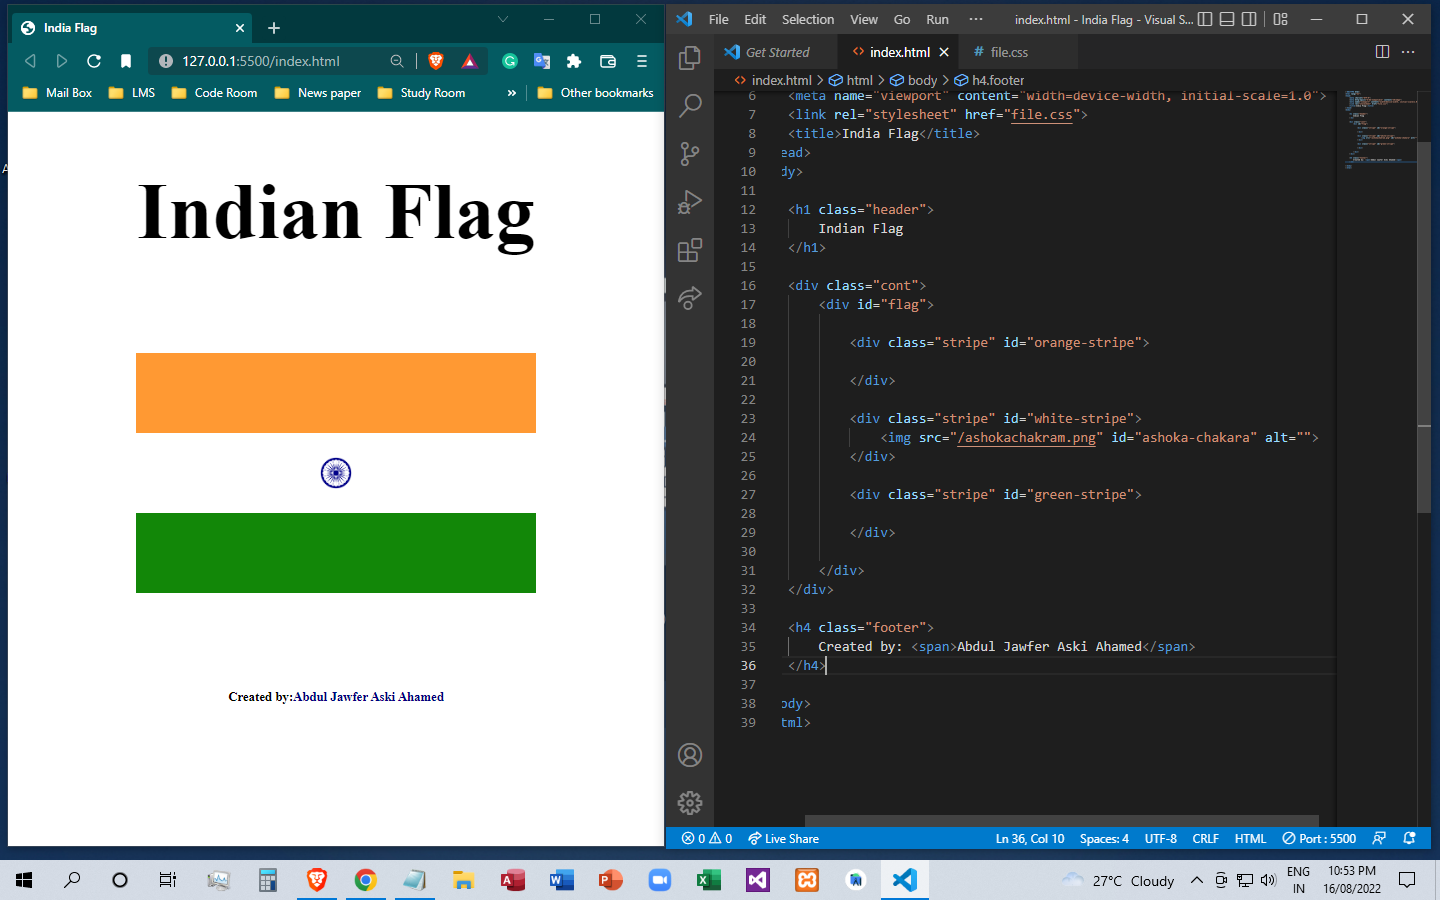 India Flag
127.0.0.1:5500/index.html
Mail Box
LMS
Code Room
News paper
Study Room
»
Other bookmarks
Indian Flag
Created by:Abdul Jawfer Aski Ahamed
File Edit Selection View Go Run ··· index.html - India Flag - Visual S...
Get Started
index.html
# file.css
<> index.html > html > body > h4.footer
6 <meta name="viewport" content="width=device-width, initial-scale=1.0">
7 <link rel="stylesheet" href="file.css">
8 <title>India Flag</title>
9 ead>
10 dy>
11
12 <h1 class="header">
13 Indian Flag
14 </h1>
15
16 <div class="cont">
17 <div id="flag">
18
19 <div class="stripe" id="orange-stripe">
20
21 </div>
22
23 <div class="stripe" id="white-stripe">
24 <img src="/ashokachakram.png" id="ashoka-chakara" alt="">
25 </div>
26
27 <div class="stripe" id="green-stripe">
28
29 </div>
30
31 </div>
32 </div>
33
34 <h4 class="footer">
35 Created by: <span>Abdul Jawfer Aski Ahamed</span>
36 </h4>
37
38 ody>
39 tml>
0 0 Live Share Ln 36, Col 10 Spaces: 4 UTF-8 CRLF HTML Port : 5500
27°C Cloudy
ENG
IN
10:53 PM
16/08/2022